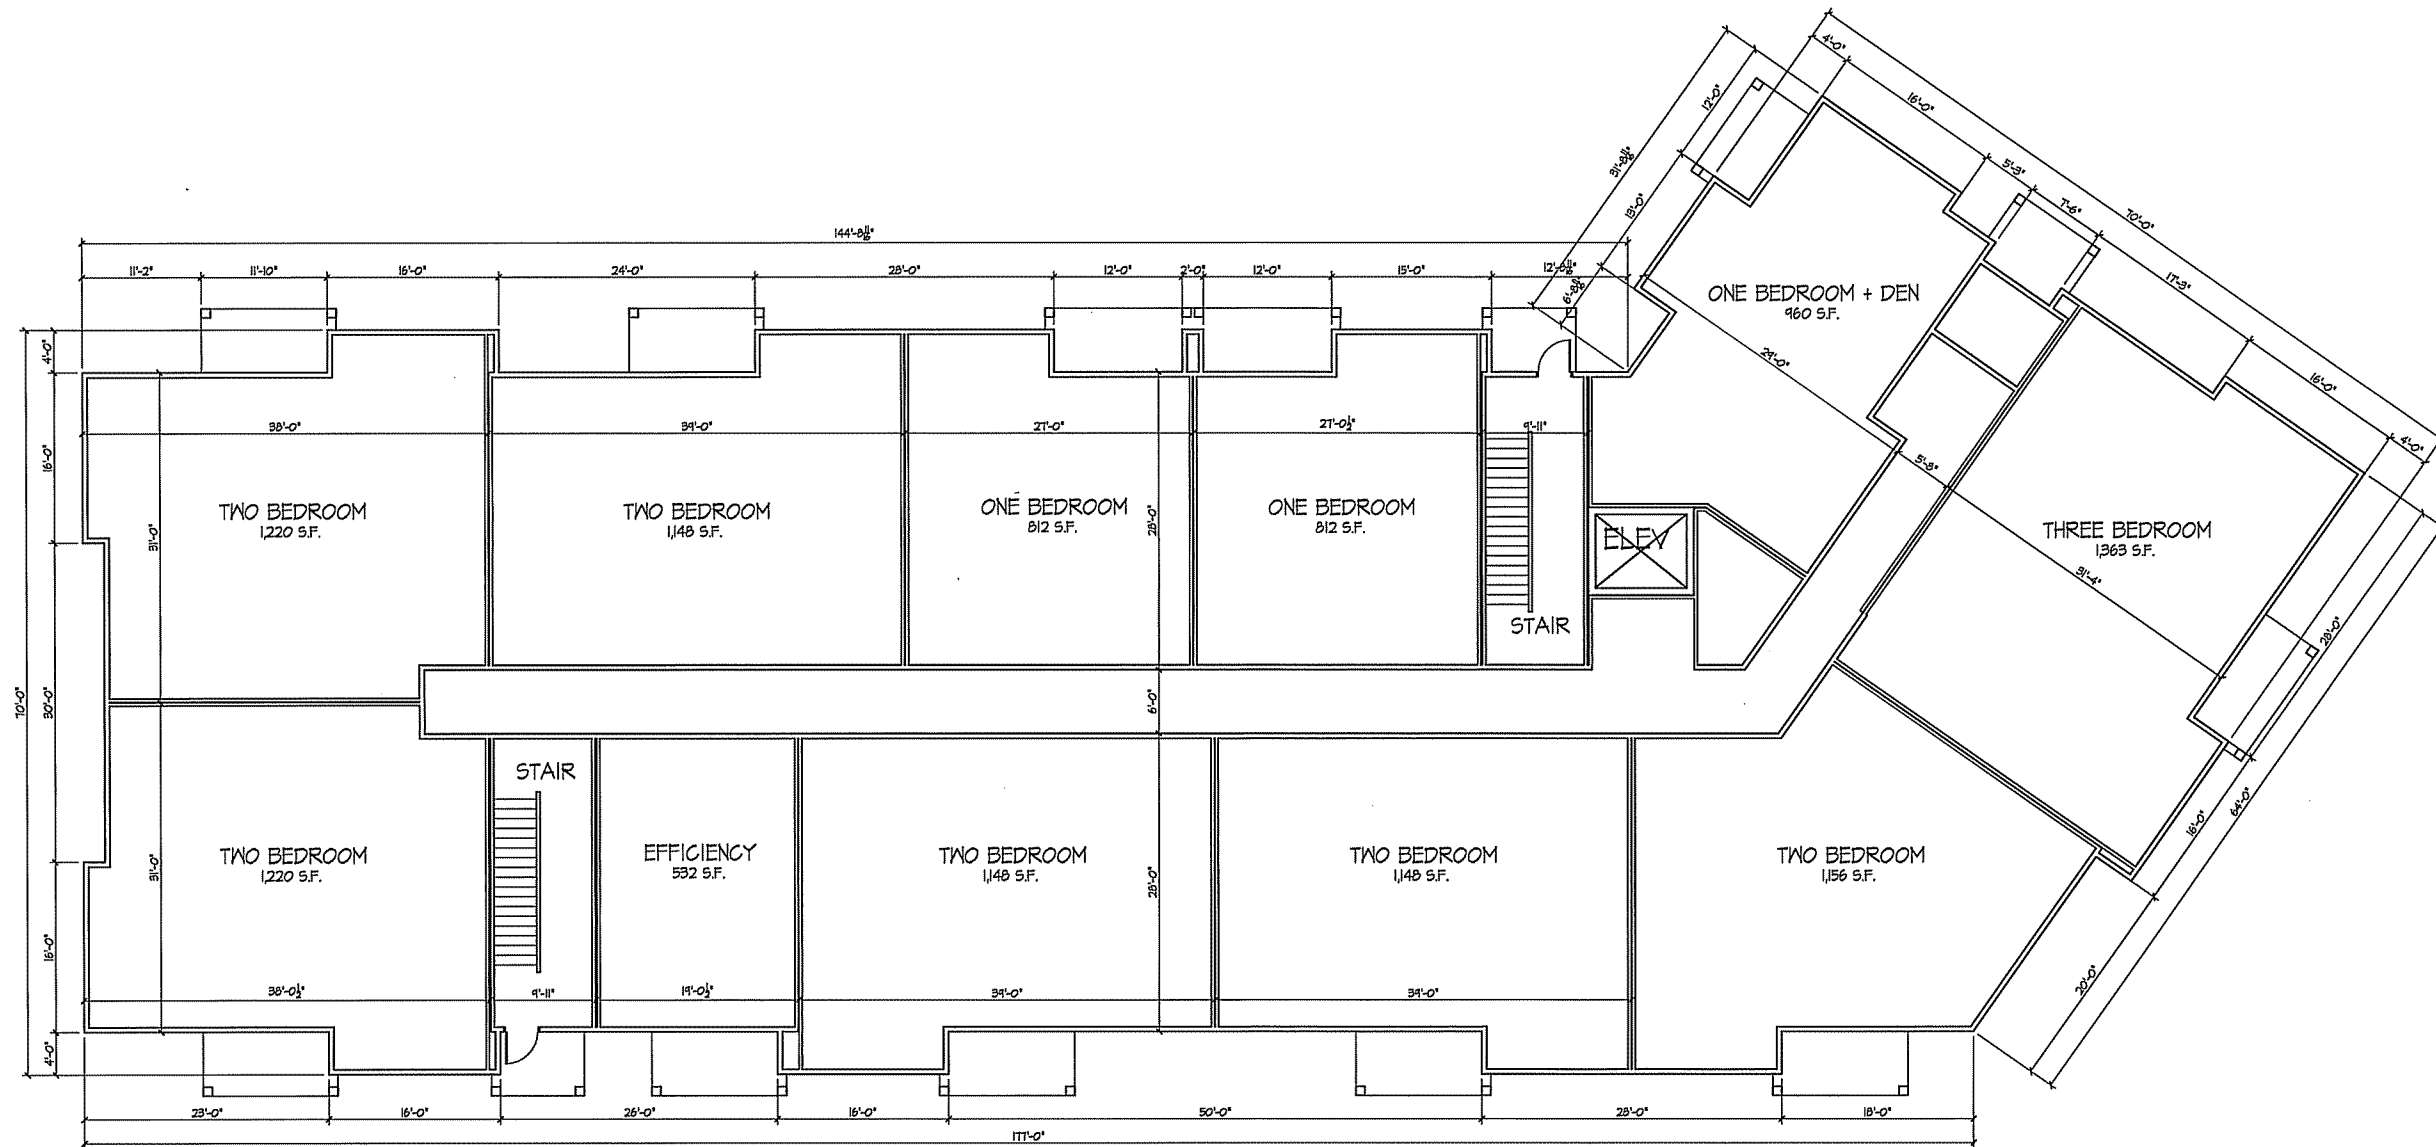 4'-0"
12'-0"
16'-0"
31'-8 11/16"
5'-3"
13'-0"
7'-6"
70'-0"
144'-8 11/16"
11'-2"
11'-10"
16'-0"
24'-0"
28'-0"
12'-0"
2'-0"
12'-0"
15'-0"
12'-8 11/16"
6'-8 11/16"
17'-3"
ONE BEDROOM + DEN
960 S.F.
4'-0"
29'-0"
16'-0"
4'-0"
38'-0"
39'-0"
27'-0"
27'-0 1/2"
9'-11"
16'-0"
5'-8"
TWO BEDROOM
1,220 S.F.
TWO BEDROOM
1,148 S.F.
ONE BEDROOM
812 S.F.
ONE BEDROOM
812 S.F.
31'-0"
28'-0"
ELEV
THREE BEDROOM
1,363 S.F.
31'-4"
STAIR
28'-0"
70'-0"
30'-0"
6'-0"
STAIR
64'-0"
16'-0"
TWO BEDROOM
1,220 S.F.
EFFICIENCY
532 S.F.
TWO BEDROOM
1,148 S.F.
TWO BEDROOM
1,148 S.F.
TWO BEDROOM
1,156 S.F.
31'-0"
28'-0"
16'-0"
20'-0"
38'-0 1/2"
9'-11"
19'-0 1/2"
39'-0"
39'-0"
4'-0"
23'-0"
16'-0"
26'-0"
16'-0"
50'-0"
28'-0"
18'-0"
177'-0"